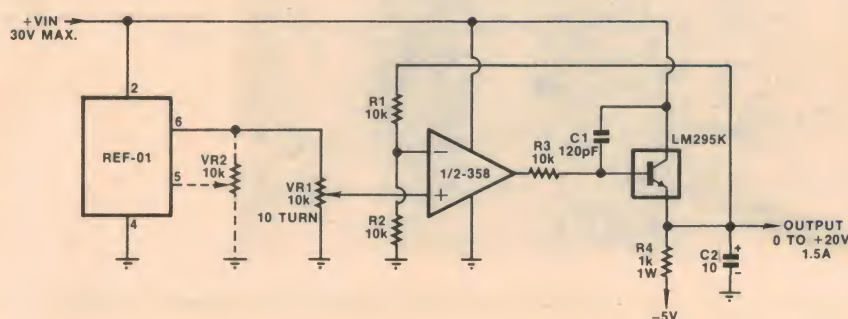 +VIN
30V MAX.
2
6
REF-01
5
4
VR2
10k
VR1
10k
10 TURN
R1
10k
R2
10k
−
+
1/2-358
R3
10k
C1
120pF
LM295K
R4
1k
1W
-5V
C2
10
+
−
OUTPUT
0 TO +20V
1.5A